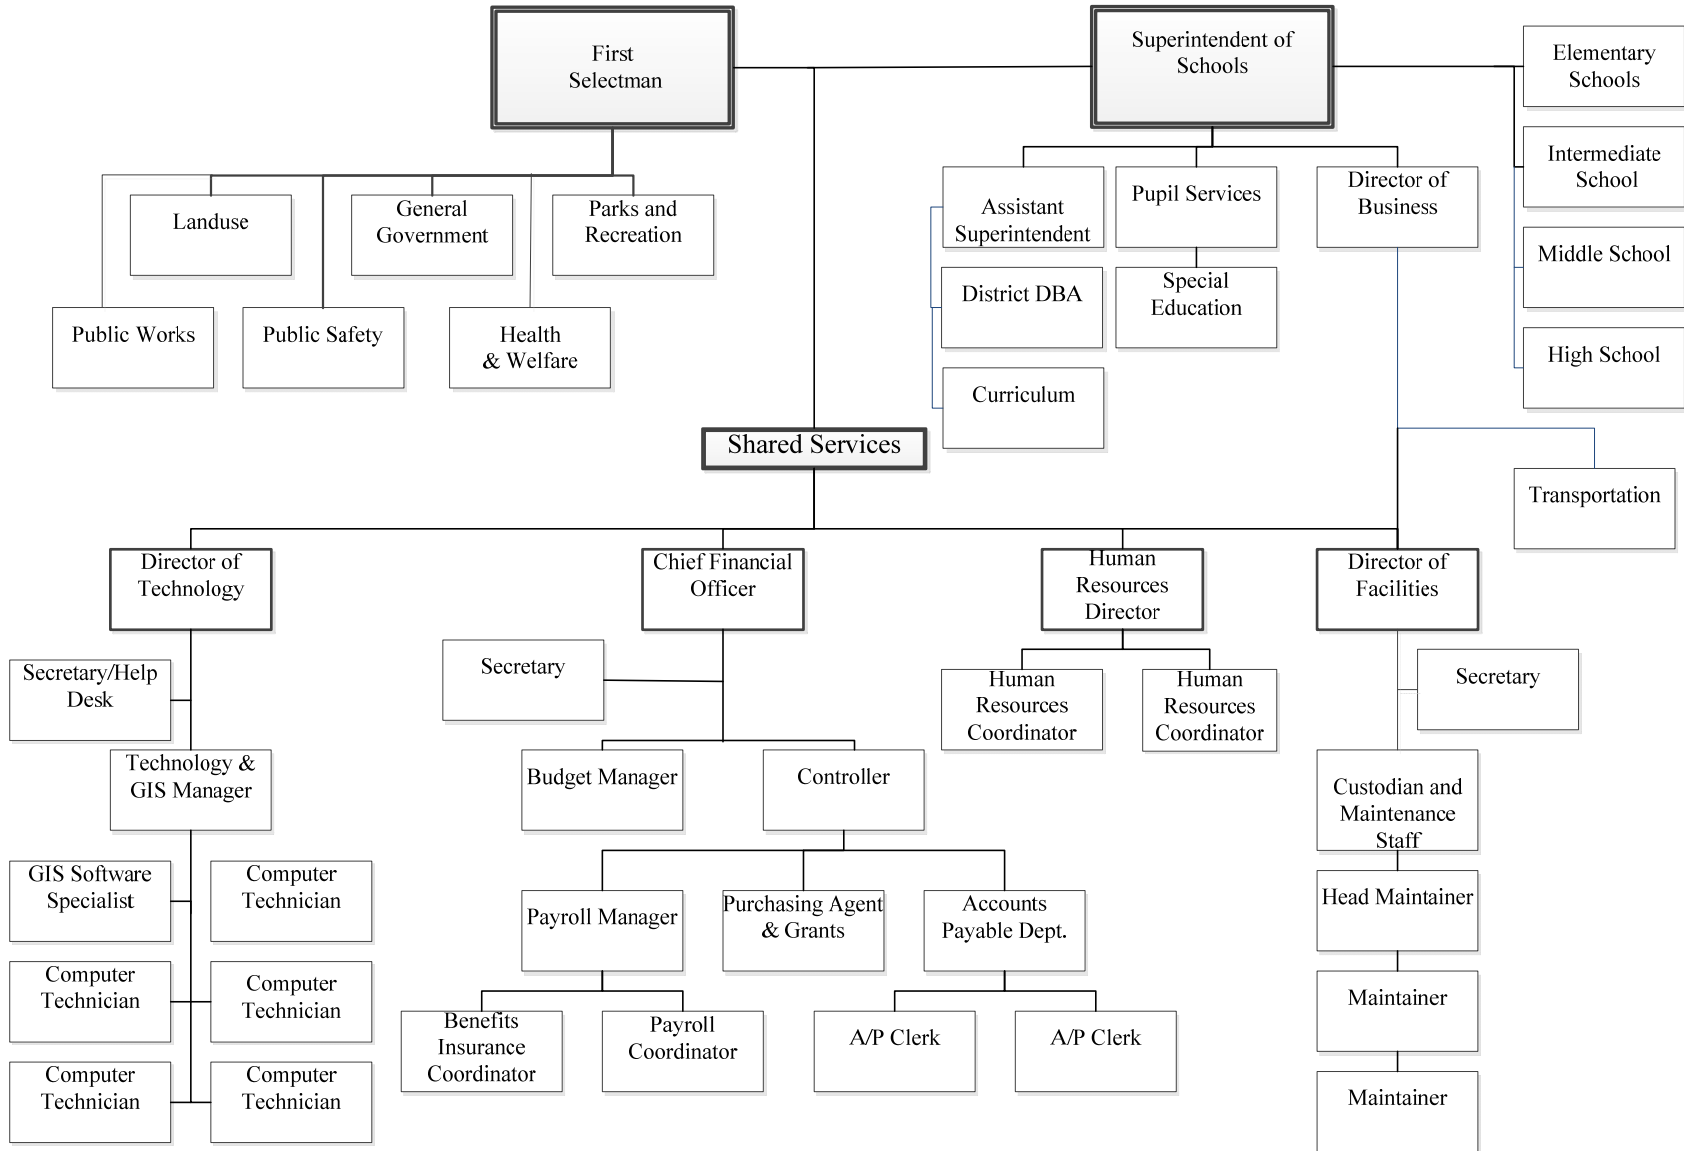 First
Selectman
Superintendent of
Schools
Elementary
Schools
Intermediate
School
Middle School
High School
Landuse
General
Government
Parks and
Recreation
Public Works
Public Safety
Health
& Welfare
Assistant
Superintendent
Pupil Services
Director of
Business
District DBA
Special
Education
Curriculum
Shared Services
Transportation
Director of
Technology
Chief Financial
Officer
Human
Resources
Director
Director of
Facilities
Secretary/Help
Desk
Secretary
Human
Resources
Coordinator
Human
Resources
Coordinator
Secretary
Technology &
GIS Manager
Budget Manager
Controller
Custodian and
Maintenance
Staff
GIS Software
Specialist
Computer
Technician
Payroll Manager
Purchasing Agent
& Grants
Accounts
Payable Dept.
Head Maintainer
Computer
Technician
Computer
Technician
Maintainer
Benefits
Insurance
Coordinator
Payroll
Coordinator
A/P Clerk
A/P Clerk
Computer
Technician
Computer
Technician
Maintainer